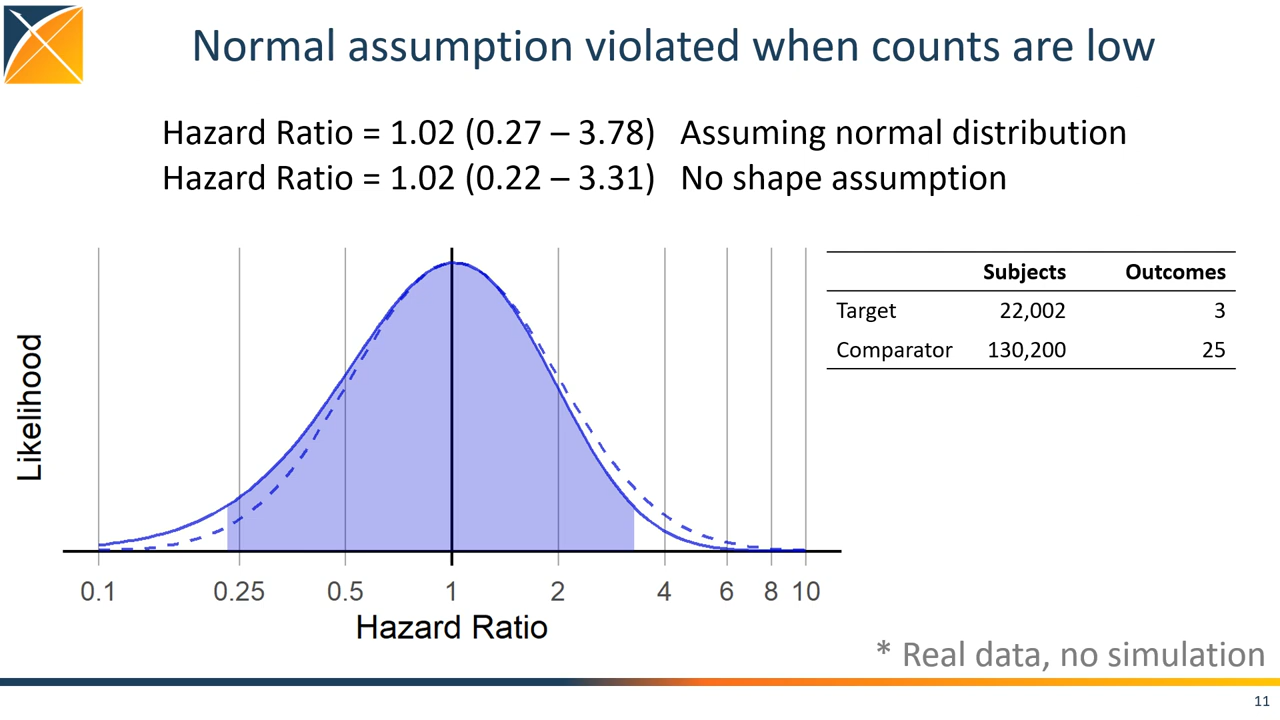 Normal assumption violated when counts are low
Hazard Ratio = 1.02 (0.27 – 3.78) Assuming normal distribution
Hazard Ratio = 1.02 (0.22 – 3.31) No shape assumption
Subjects Outcomes
Target 22,002 3
Comparator 130,200 25
Likelihood
0.1 0.25 0.5 1 2 4 6 8 10
Hazard Ratio
* Real data, no simulation
11